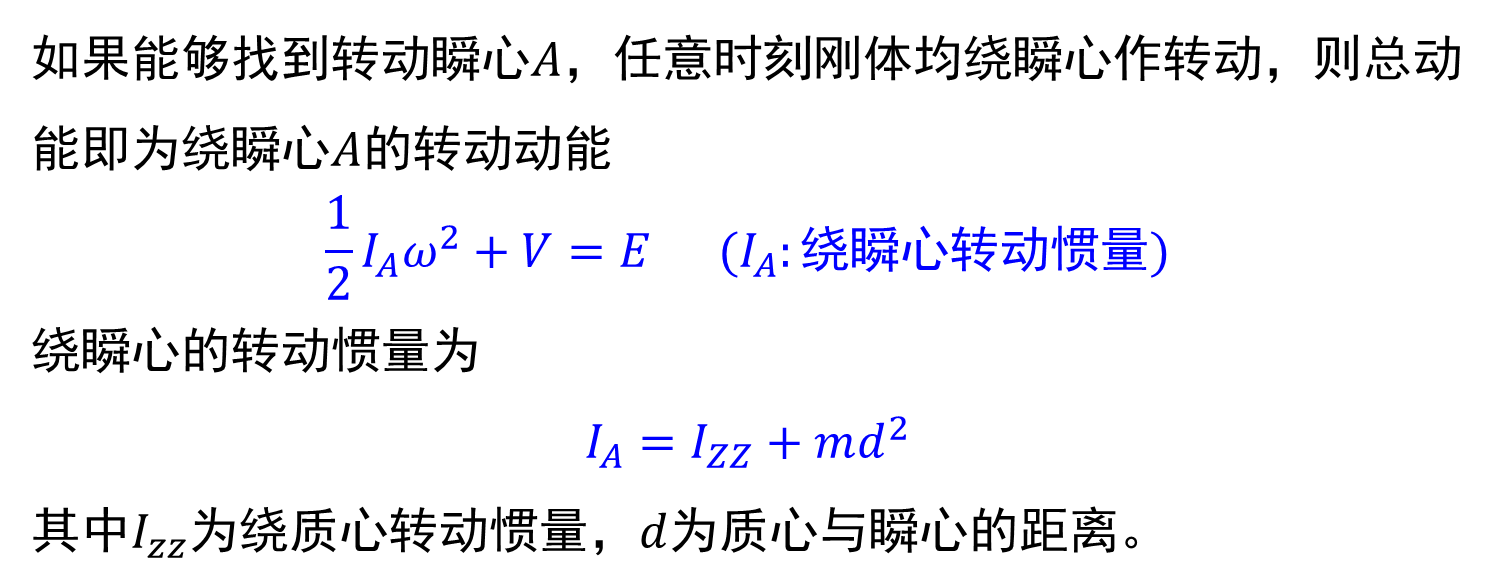 如果能够找到转动瞬心A，任意时刻刚体均绕瞬心作转动，则总动
能即为绕瞬心A的转动动能
\frac{1}{2} I_A ω^2 + V = E (I_A: 绕瞬心转动惯量)
绕瞬心的转动惯量为
I_A = I_{ZZ} + md^2
其中I_{zz}为绕质心转动惯量，d为质心与瞬心的距离。